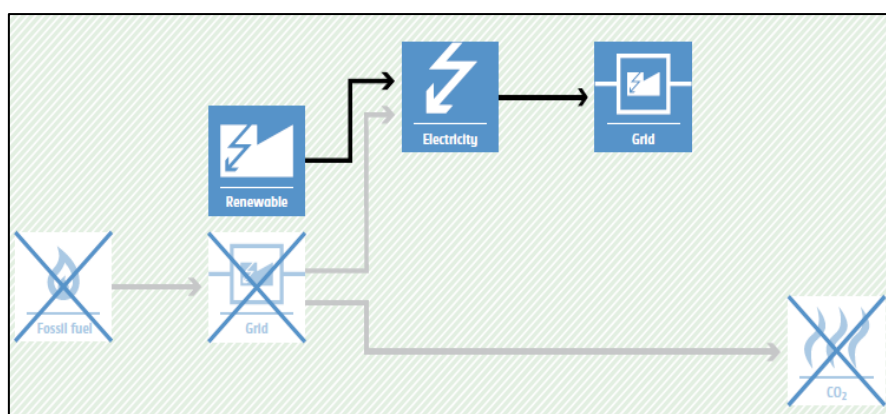 Electricity
Grid
Renewable
Fossil fuel
Grid
CO₂